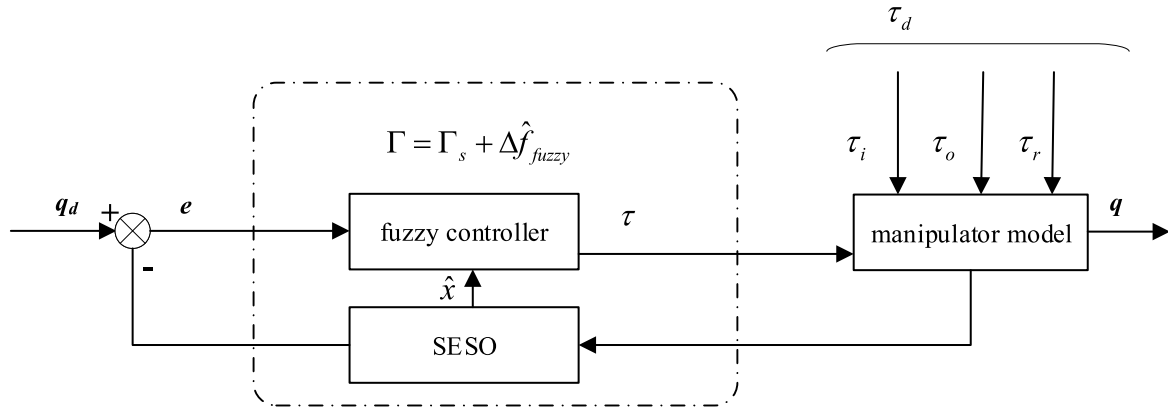 τ_d
Γ = Γ_s + Δf̂_fuzzy
τ_i τ_o τ_r
q_d + e
fuzzy controller
τ
manipulator model
q
-
x̂
SESO